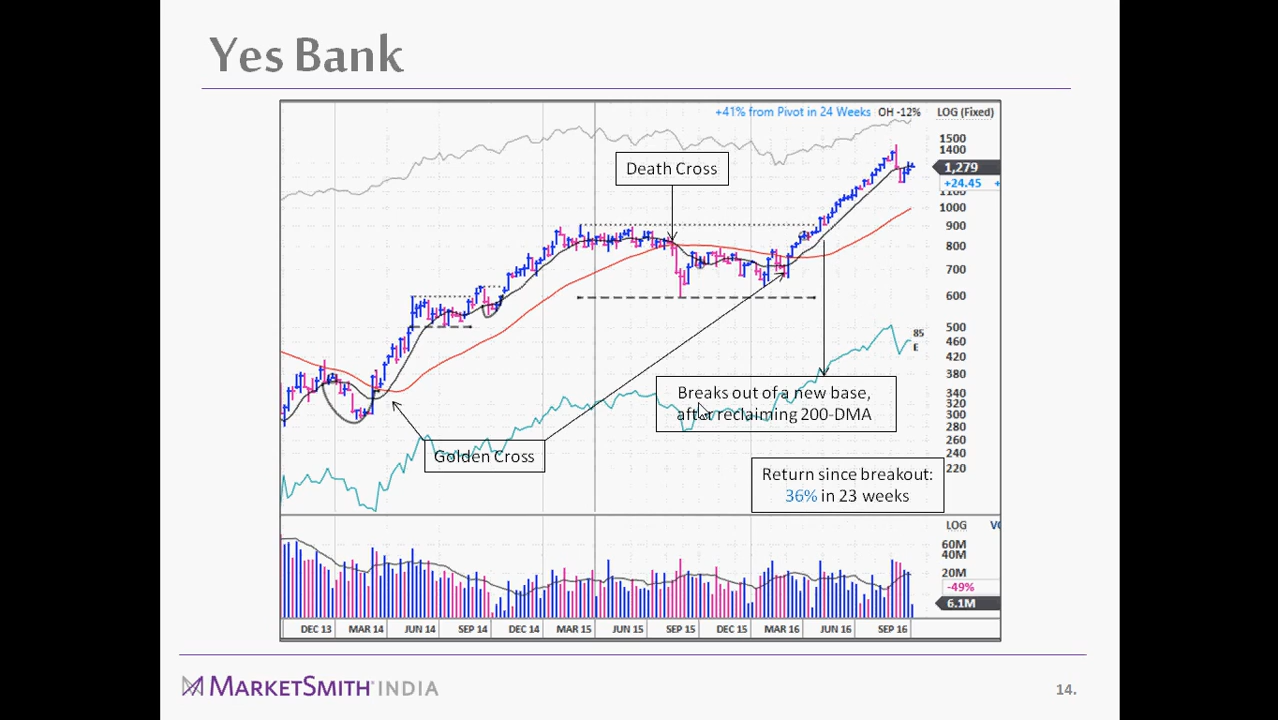 Yes Bank
+41% from Pivot in 24 Weeks OH -12% LOG (Fixed)
1500
1400
1,279
+24.45 +
1100
1000
900
800
700
600
500
460
420
380
340
320
300
280
260
240
220
Death Cross
85
E
Breaks out of a new base,
after reclaiming 200-DMA
Golden Cross
Return since breakout:
36% in 23 weeks
LOG
60M
40M
20M
-49%
6.1M
DEC 13 MAR 14 JUN 14 SEP 14 DEC 14 MAR 15 JUN 15 SEP 15 DEC 15 MAR 16 JUN 16 SEP 16
MARKETSMITH INDIA
14.